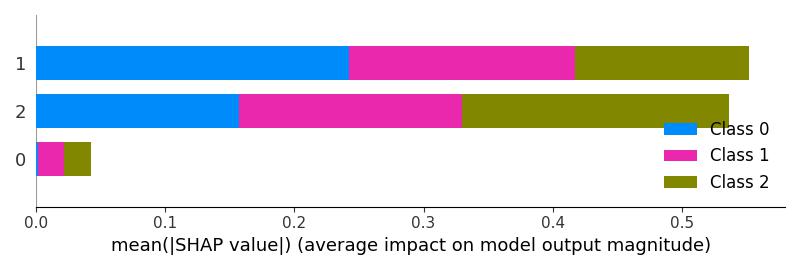 1
2
0
Class 0
Class 1
Class 2
0.0 0.1 0.2 0.3 0.4 0.5
mean(|SHAP value|) (average impact on model output magnitude)